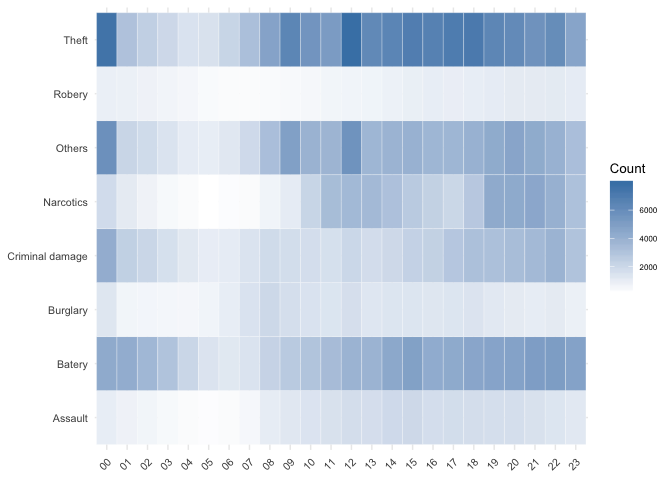 Theft
Robery
Others
Narcotics
Criminal damage
Burglary
Batery
Assault
00 01 02 03 04 05 06 07 08 09 10 11 12 13 14 15 16 17 18 19 20 21 22 23
Count
6000
4000
2000